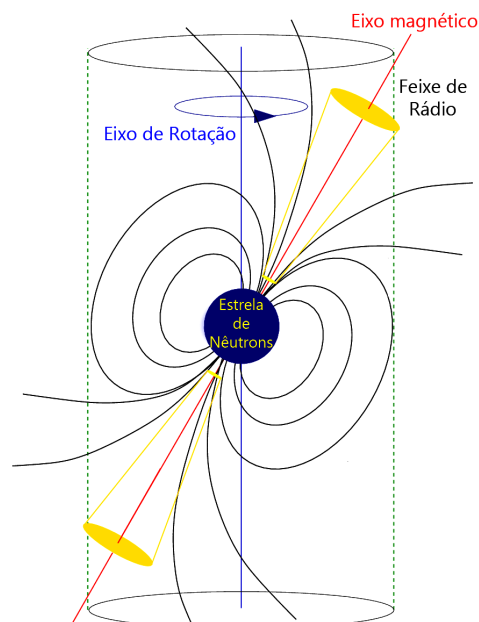 Eixo magnético
Feixe de
Rádio
Eixo de Rotação
Estrela
de
Nêutrons